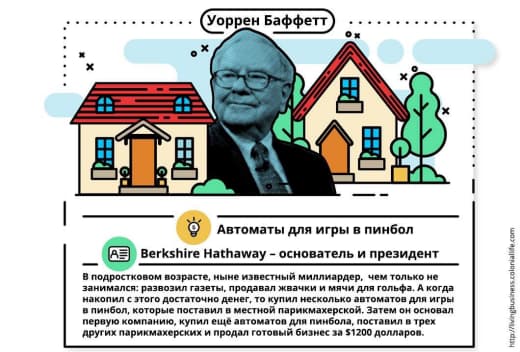 Уоррен Баффетт
Автоматы для игры в пинбол
Berkshire Hathaway – основатель и президент
В подростковом возрасте, ныне известный миллиардер, чем только не
занимался: развозил газеты, продавал жвачки и мячи для гольфа. А когда
накопил с этого достаточно денег, то купил несколько автоматов для игры
в пинбол, которые поставил в местной парикмахерской. Затем он основал
первую компанию, купил ещё автоматов для пинбола, поставил в трех
других парикмахерских и продал готовый бизнес за $1200 долларов.
http://livingbusiness.coloniallife.com